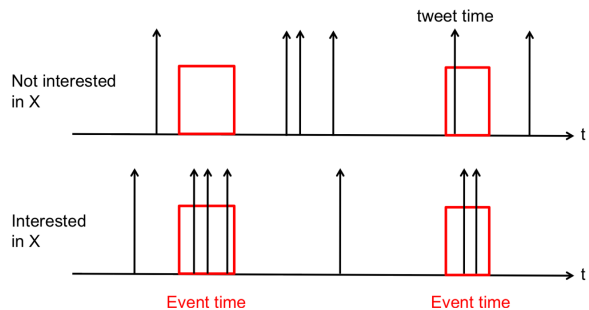 tweet time
Not interested
in X
t
Interested
in X
t
Event time
Event time